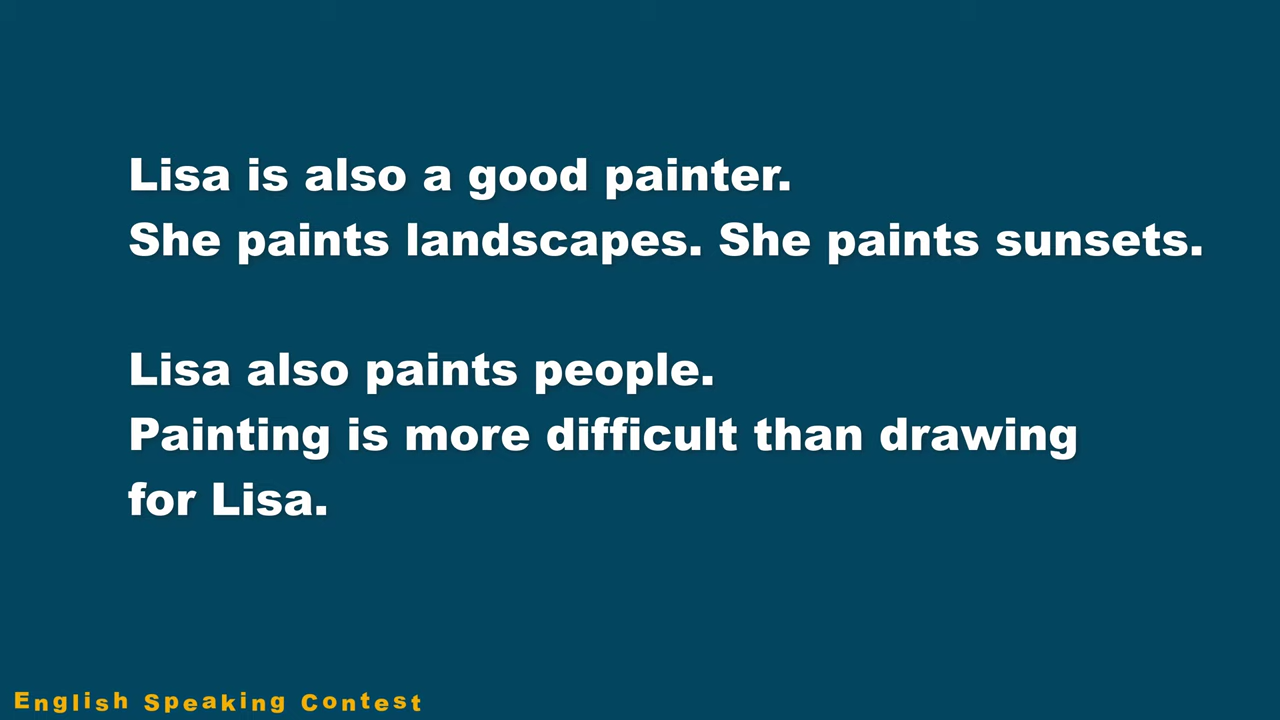 Lisa is also a good painter.
She paints landscapes. She paints sunsets.
Lisa also paints people.
Painting is more difficult than drawing
for Lisa.
English Speaking Contest